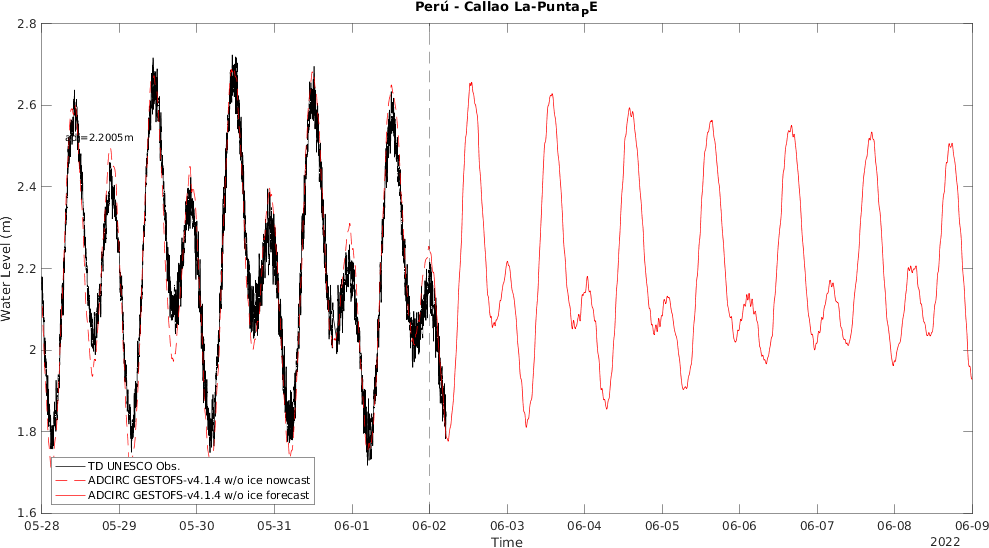 Perú - Callao La-PuntaPE
2.8
2.6
2.4
2.2
2
1.8
1.6
Water Level (m)
adj=2.2005m
TD UNESCO Obs.
ADCIRC GESTOFS-v4.1.4 w/o ice nowcast
ADCIRC GESTOFS-v4.1.4 w/o ice forecast
05-28 05-29 05-30 05-31 06-01 06-02 06-03 06-04 06-05 06-06 06-07 06-08 06-09
Time
2022